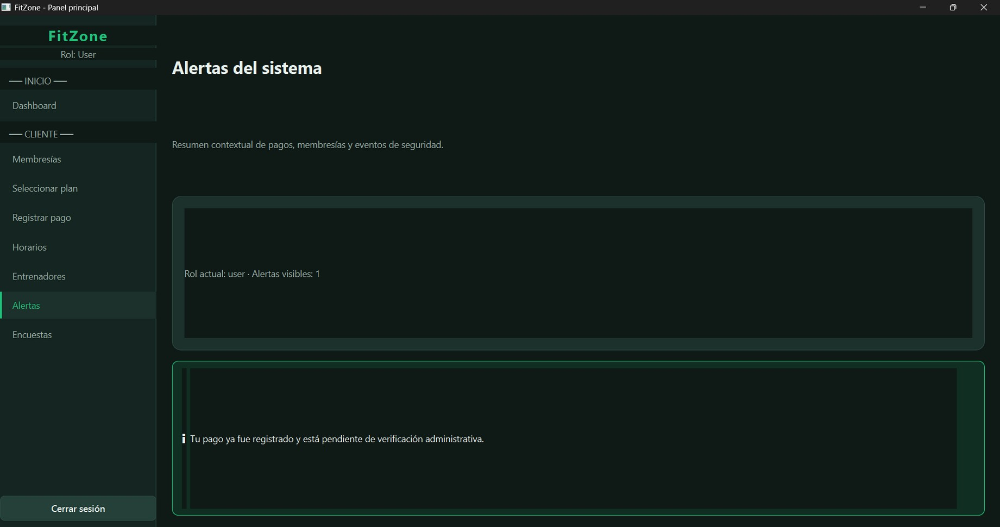 FitZone - Panel principal
FitZone
Rol: User
── INICIO ──
Dashboard
── CLIENTE ──
Membresías
Seleccionar plan
Registrar pago
Horarios
Entrenadores
Alertas
Encuestas
Cerrar sesión
Alertas del sistema
Resumen contextual de pagos, membresías y eventos de seguridad.
Rol actual: user · Alertas visibles: 1
ℹ Tu pago ya fue registrado y está pendiente de verificación administrativa.